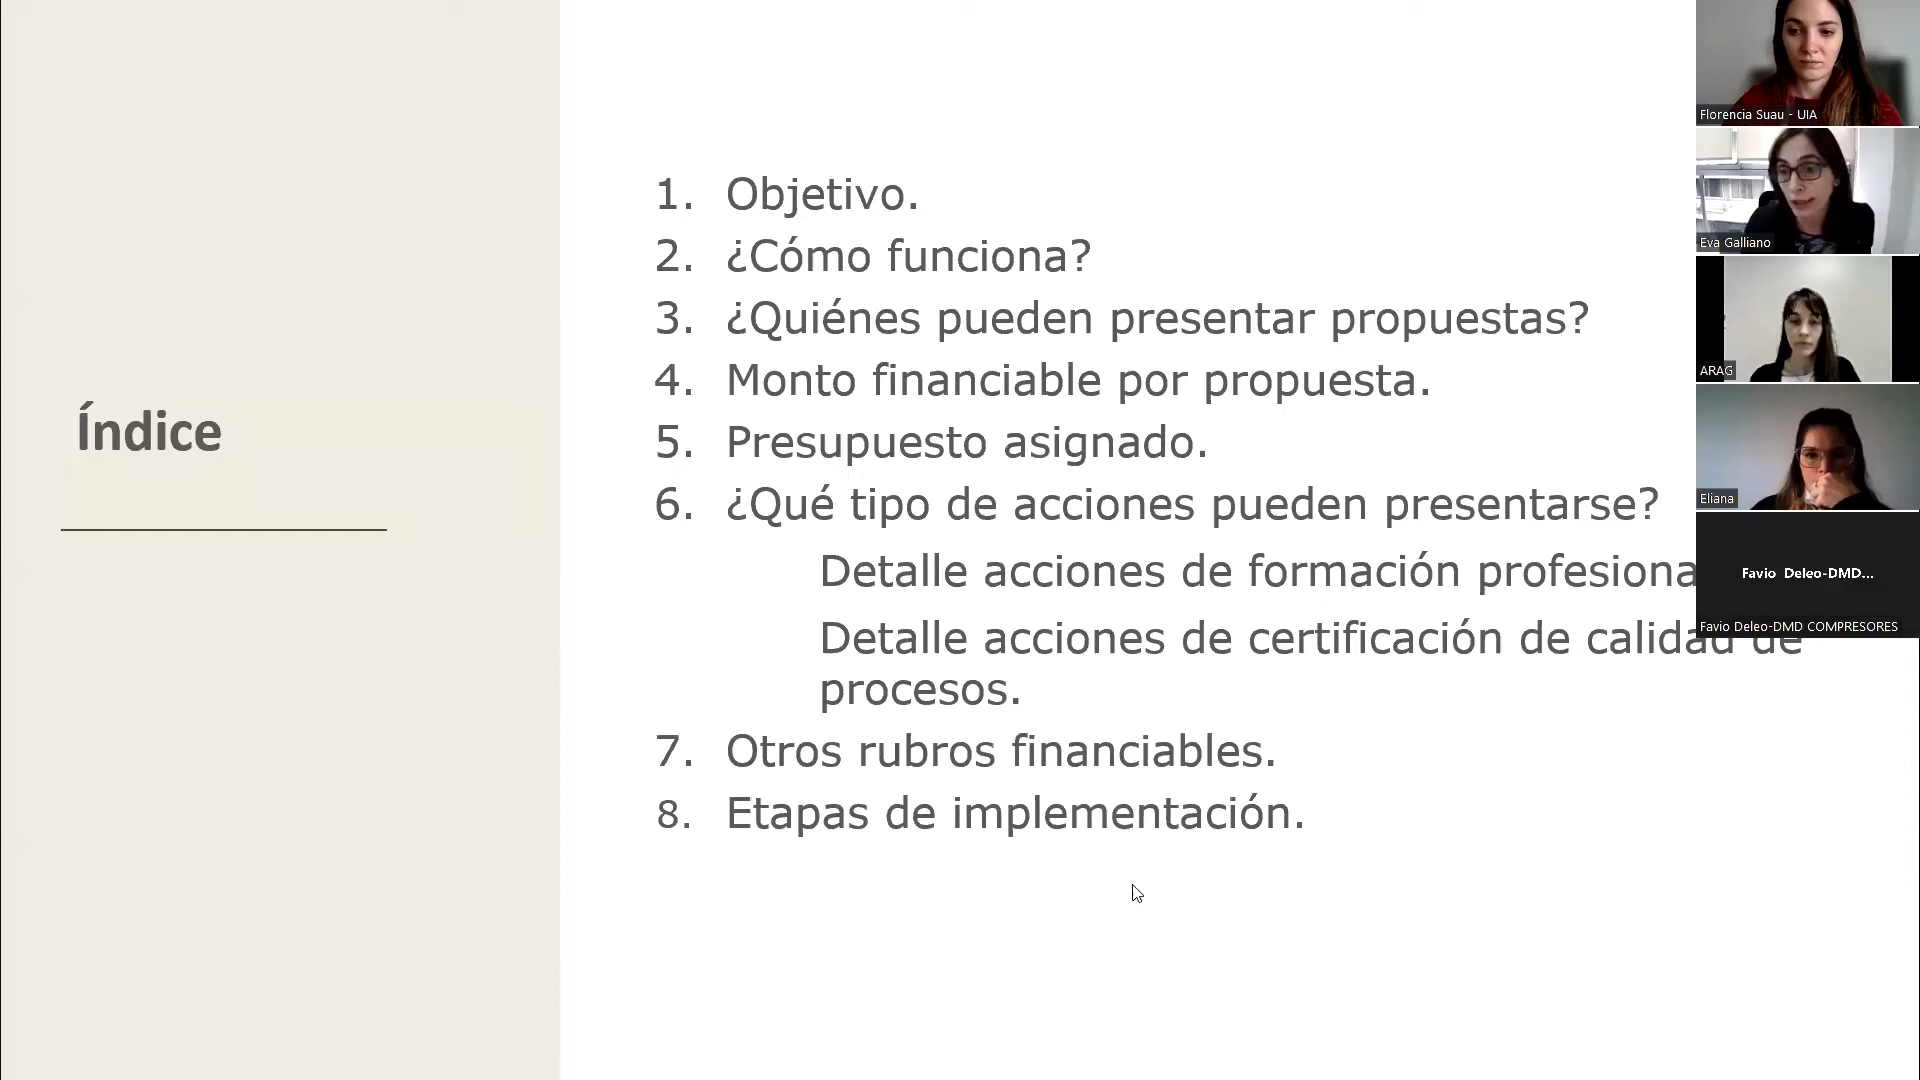 Índice
1. Objetivo.
2. ¿Cómo funciona?
3. ¿Quiénes pueden presentar propuestas?
4. Monto financiable por propuesta.
5. Presupuesto asignado.
6. ¿Qué tipo de acciones pueden presentarse?
Detalle acciones de formación profesiona
Detalle acciones de certificación de calidad de
procesos.
7. Otros rubros financiables.
8. Etapas de implementación.
Florencia Suau - UIA
Eva Galliano
ARAG
Eliana
Favio Deleo-DMD...
Favio Deleo-DMD COMPRESORES